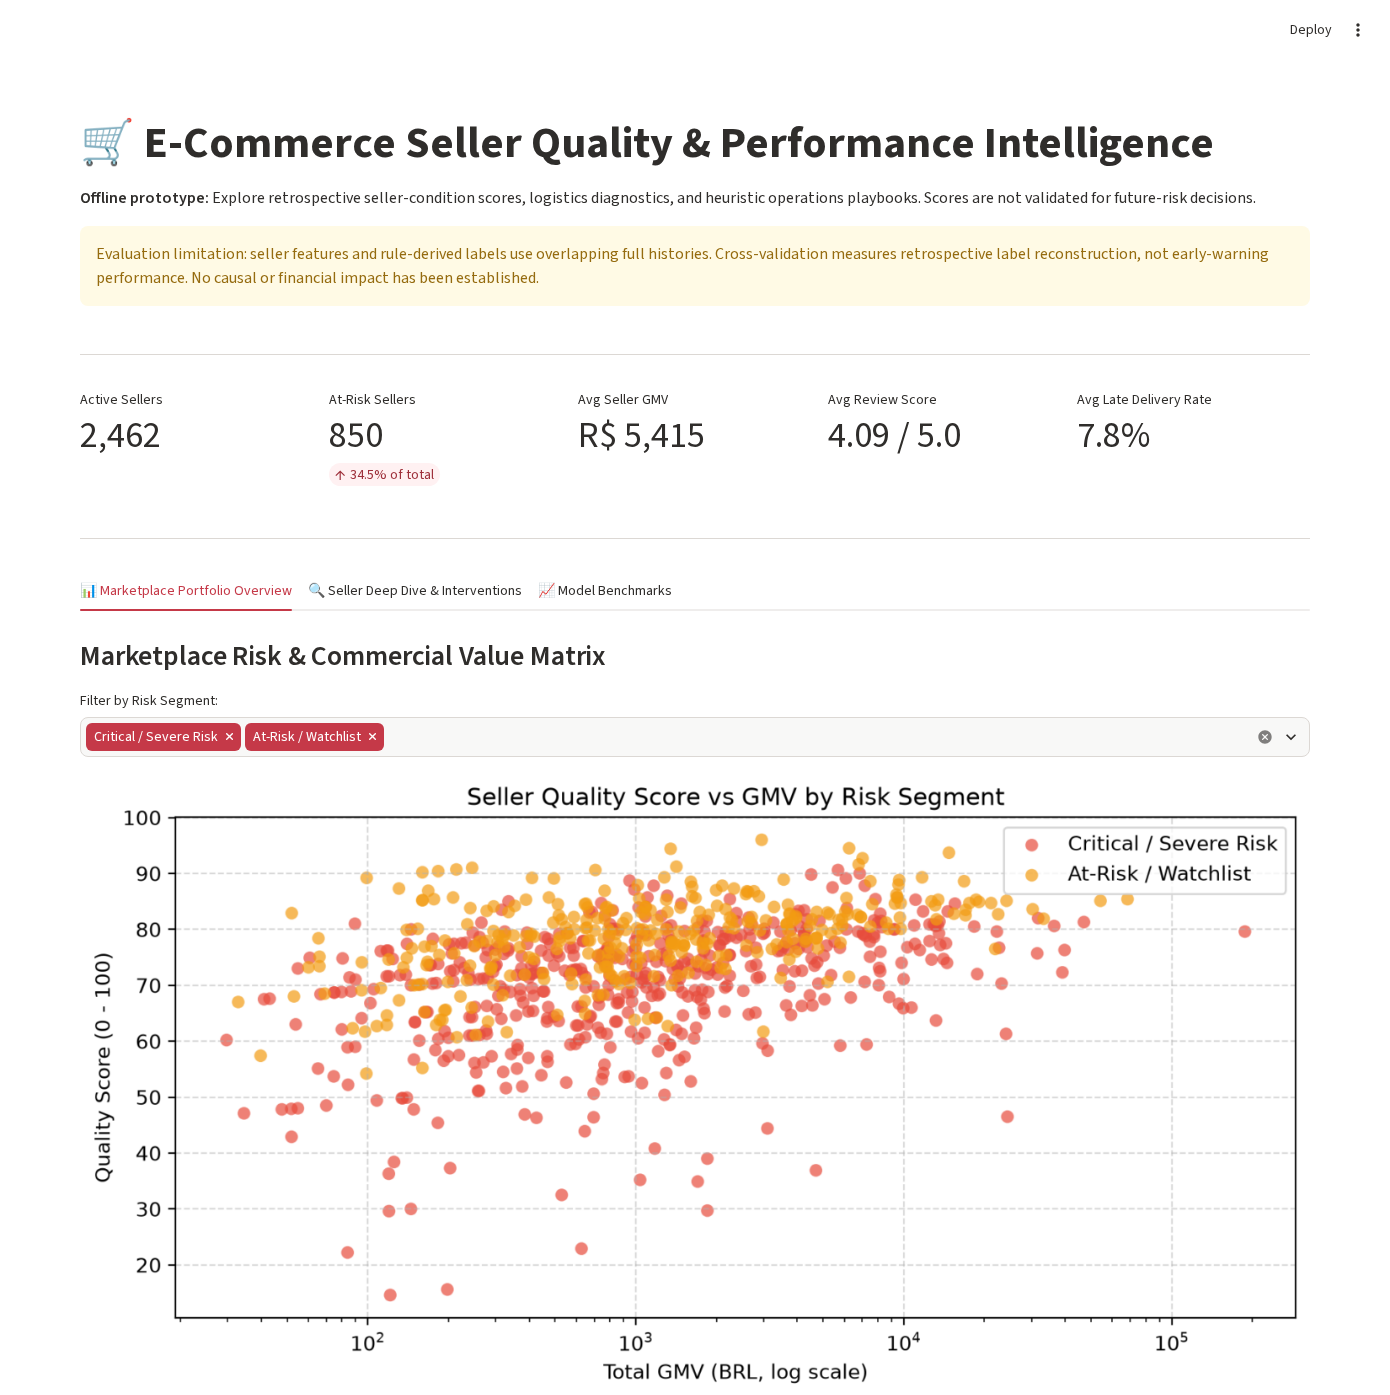 Deploy
🛒 E-Commerce Seller Quality & Performance Intelligence
Offline prototype: Explore retrospective seller-condition scores, logistics diagnostics, and heuristic operations playbooks. Scores are not validated for future-risk decisions.
Evaluation limitation: seller features and rule-derived labels use overlapping full histories. Cross-validation measures retrospective label reconstruction, not early-warning
performance. No causal or financial impact has been established.
Active Sellers
2,462
At-Risk Sellers
850
↑ 34.5% of total
Avg Seller GMV
R$ 5,415
Avg Review Score
4.09 / 5.0
Avg Late Delivery Rate
7.8%
📊 Marketplace Portfolio Overview
🔍 Seller Deep Dive & Interventions
📈 Model Benchmarks
Marketplace Risk & Commercial Value Matrix
Filter by Risk Segment:
Critical / Severe Risk ×
At-Risk / Watchlist ×
Seller Quality Score vs GMV by Risk Segment
Critical / Severe Risk
At-Risk / Watchlist
Quality Score (0 - 100)
100
90
80
70
60
50
40
30
20
10²
10³
10⁴
10⁵
Total GMV (BRL, log scale)